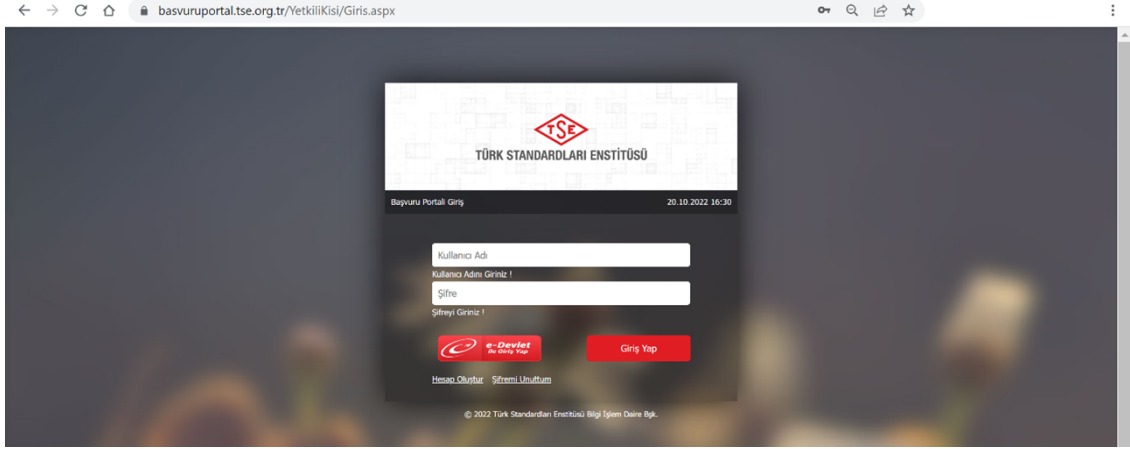 basvuruportal.tse.org.tr/YetkiliKisi/Giris.aspx
TSE
TÜRK STANDARDLARI ENSTİTÜSÜ
Başvuru Portali Giriş 20.10.2022 16:30
Kullanıcı Adı
Kullanıcı Adını Giriniz !
Şifre
Şifreyi Giriniz !
e-Devlet
ile Giriş Yap
Giriş Yap
Hesap Oluştur Şifremi Unuttum
© 2022 Türk Standardları Enstitüsü Bilgi İşlem Daire Bşk.